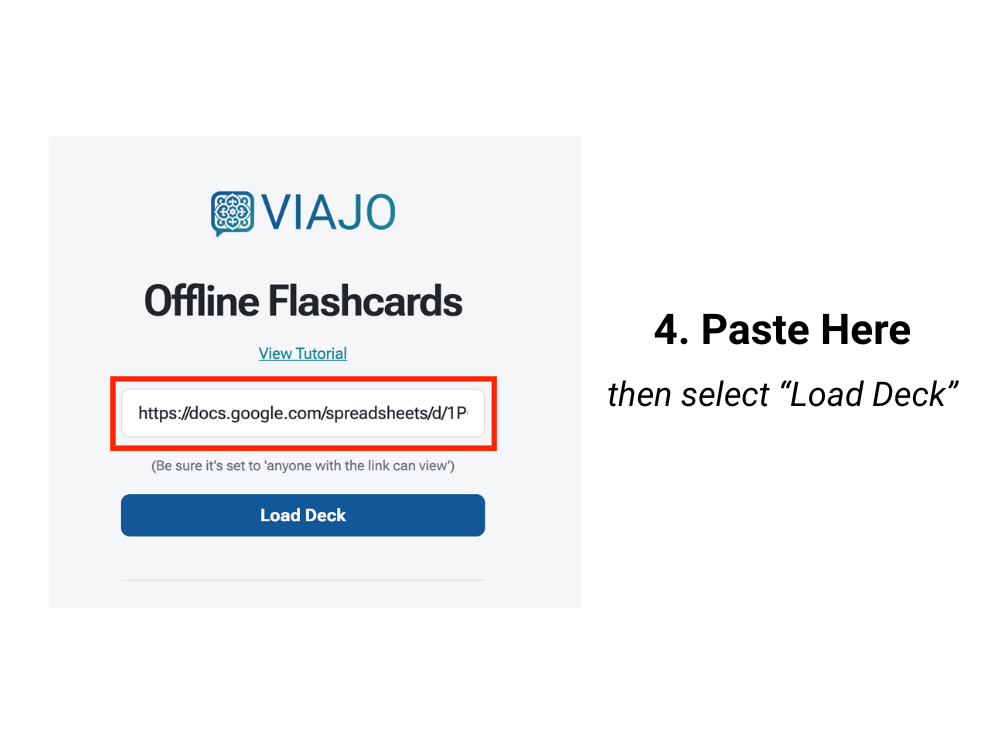 VIAJO
Offline Flashcards
View Tutorial
https://docs.google.com/spreadsheets/d/1P
(Be sure it's set to 'anyone with the link can view')
Load Deck
4. Paste Here
then select “Load Deck”